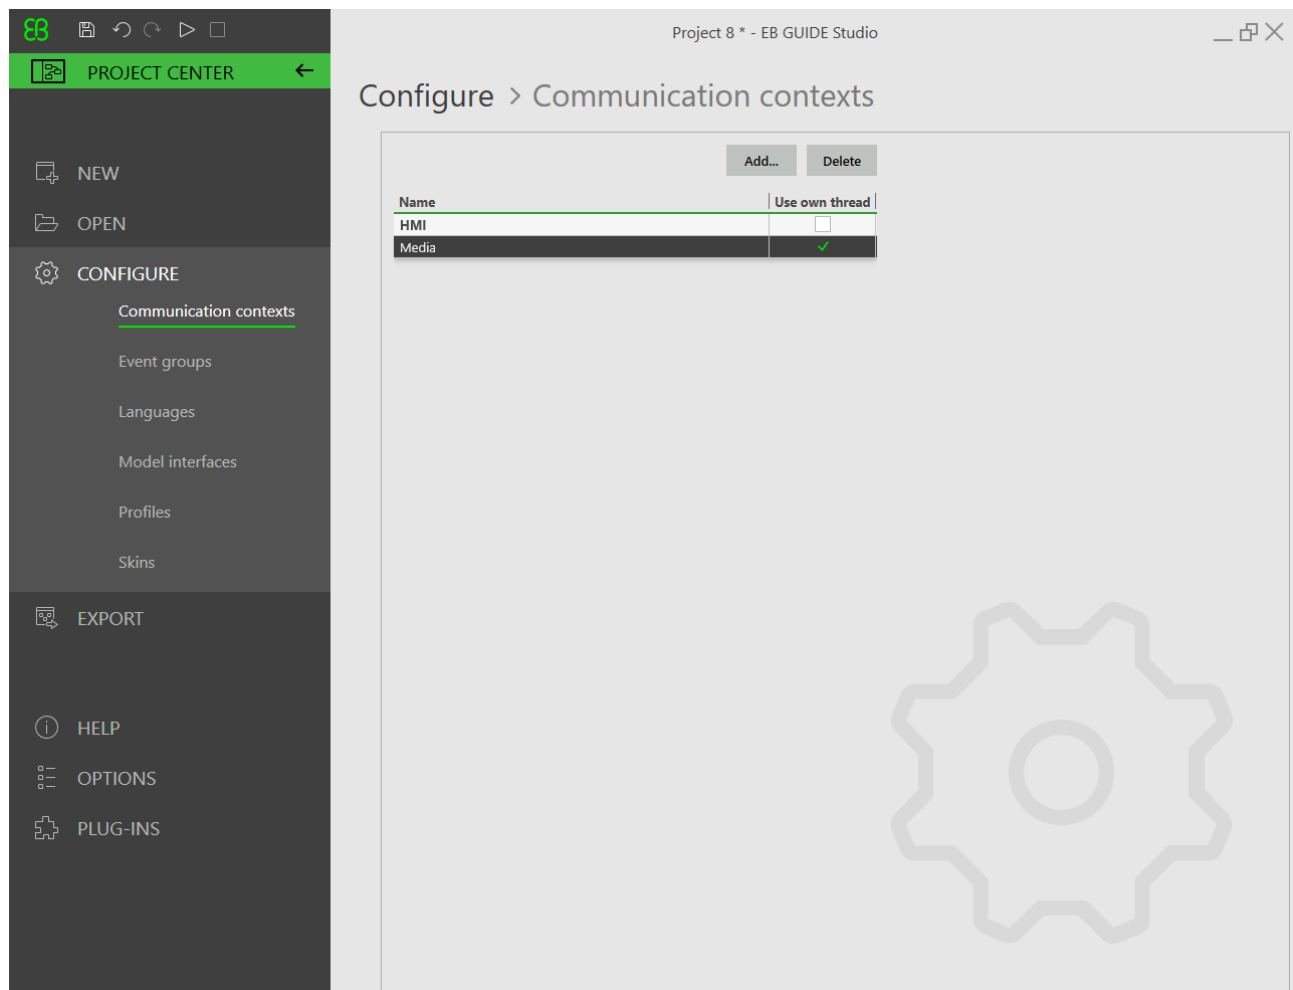 EB
Project 8 * - EB GUIDE Studio
PROJECT CENTER
Configure > Communication contexts
NEW
OPEN
CONFIGURE
Communication contexts
Event groups
Languages
Model interfaces
Profiles
Skins
EXPORT
HELP
OPTIONS
PLUG-INS
Add... Delete
Name Use own thread
HMI
Media